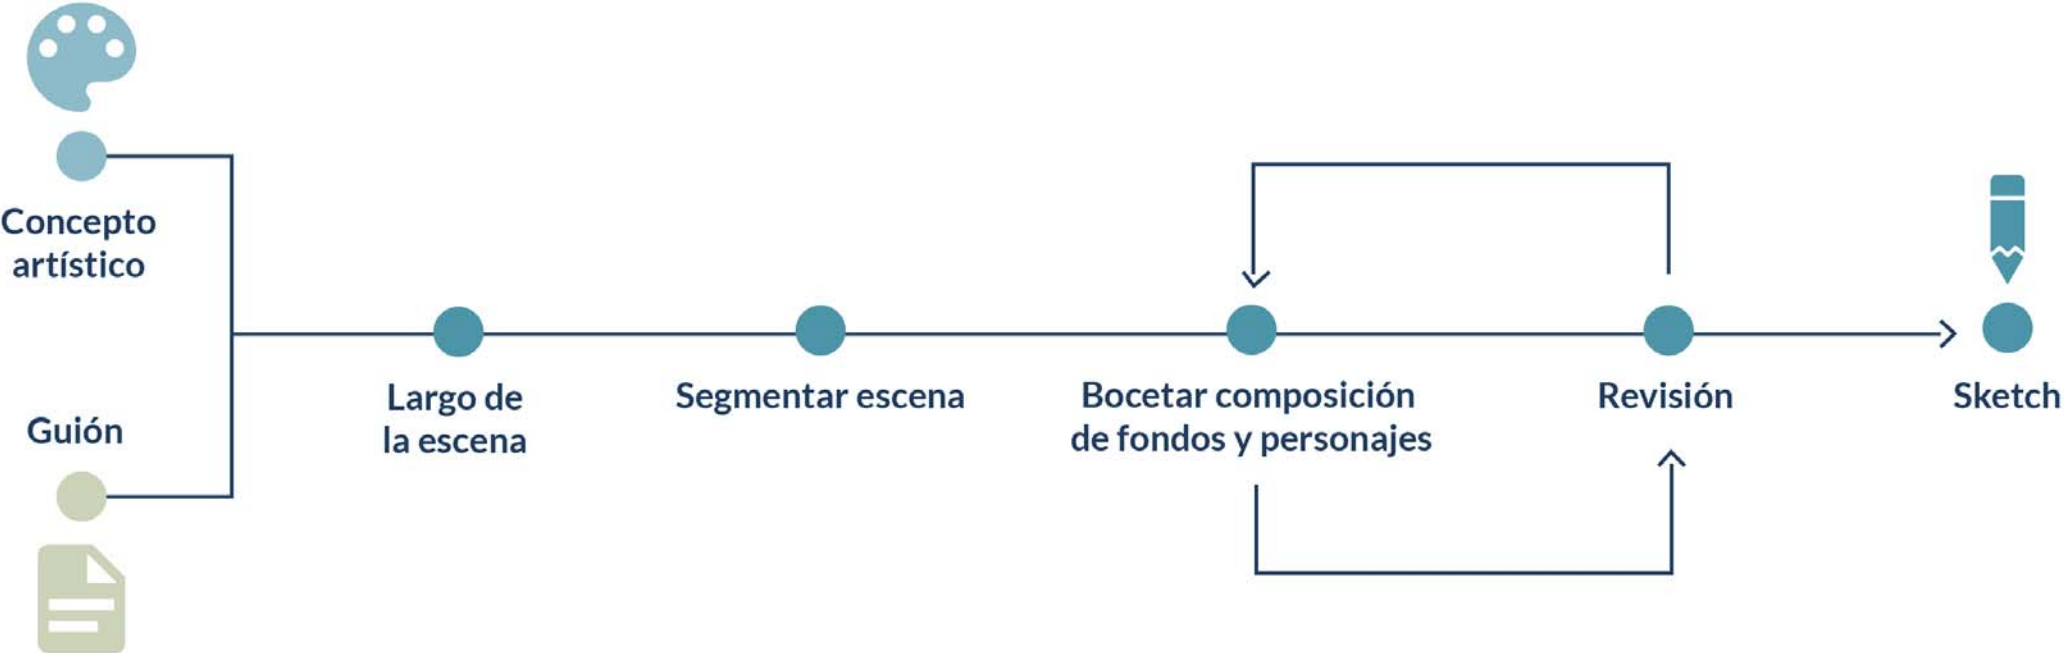 Concepto
artístico
Guión
Largo de
la escena
Segmentar escena
Bocetar composición
de fondos y personajes
Revisión
Sketch